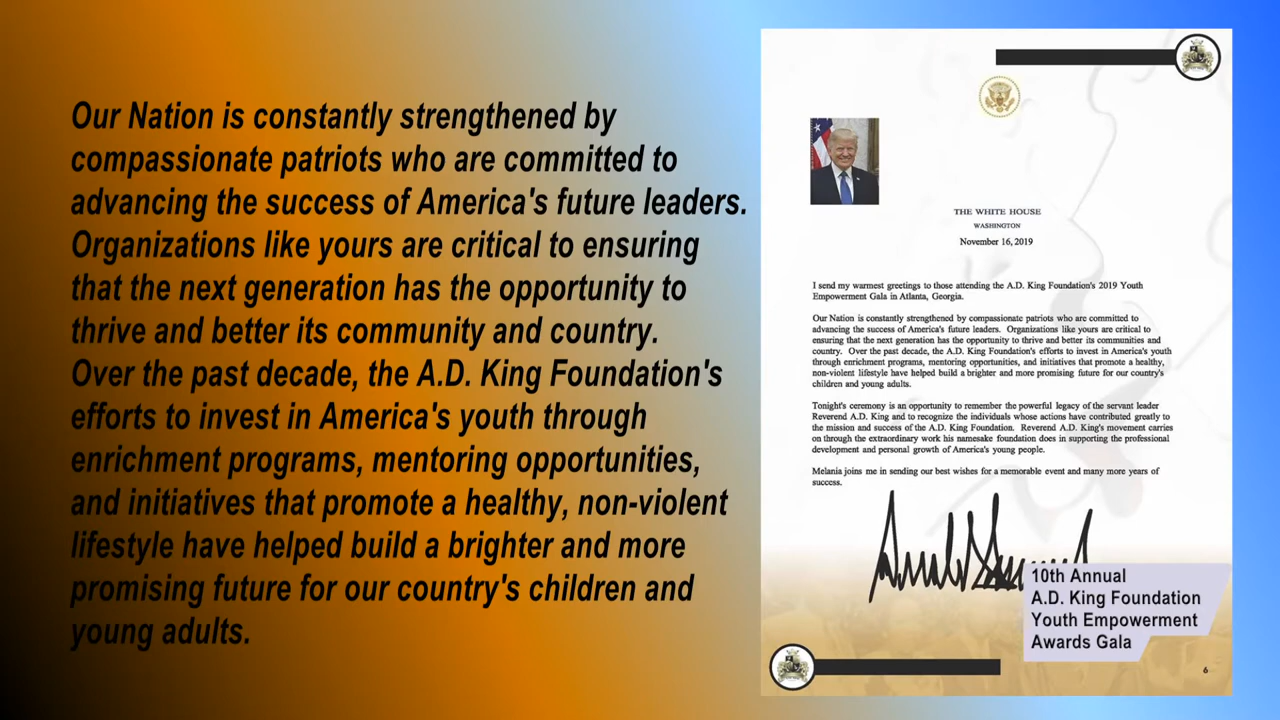 Our Nation is constantly strengthened by
compassionate patriots who are committed to
advancing the success of America's future leaders.
Organizations like yours are critical to ensuring
that the next generation has the opportunity to
thrive and better its community and country.
Over the past decade, the A.D. King Foundation's
efforts to invest in America's youth through
enrichment programs, mentoring opportunities,
and initiatives that promote a healthy, non-violent
lifestyle have helped build a brighter and more
promising future for our country's children and
young adults.
THE WHITE HOUSE
WASHINGTON
November 16, 2019
I send my warmest greetings to those attending the A.D. King Foundation's 2019 Youth
Empowerment Gala in Atlanta, Georgia.
Our Nation is constantly strengthened by compassionate patriots who are committed to
advancing the success of America's future leaders. Organizations like yours are critical to
ensuring that the next generation has the opportunity to thrive and better its communities and
country. Over the past decade, the A.D. King Foundation's efforts to invest in America's youth
through enrichment programs, mentoring opportunities, and initiatives that promote a healthy,
non-violent lifestyle have helped build a brighter and more promising future for our country's
children and young adults.
Tonight's ceremony is an opportunity to remember the powerful legacy of the servant leader
Reverend A.D. King and to recognize the individuals whose actions have contributed greatly to
the mission and success of the A.D. King Foundation. Reverend A.D. King's movement carries
on through the extraordinary work his namesake foundation does in supporting the professional
development and personal growth of America's young people.
Melania joins me in sending our best wishes for a memorable event and many more years of
success.
10th Annual
A.D. King Foundation
Youth Empowerment
Awards Gala
6